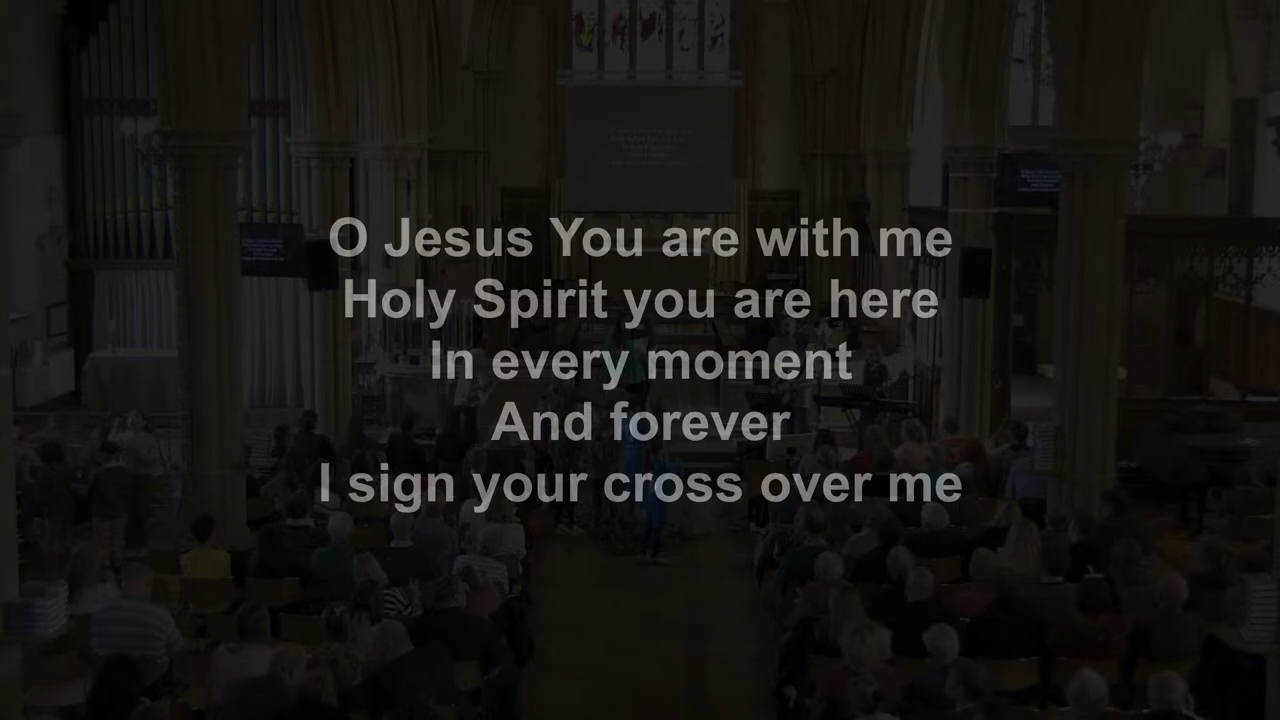 O Jesus You are with me
Holy Spirit you are here
In every moment
And forever
I sign your cross over me